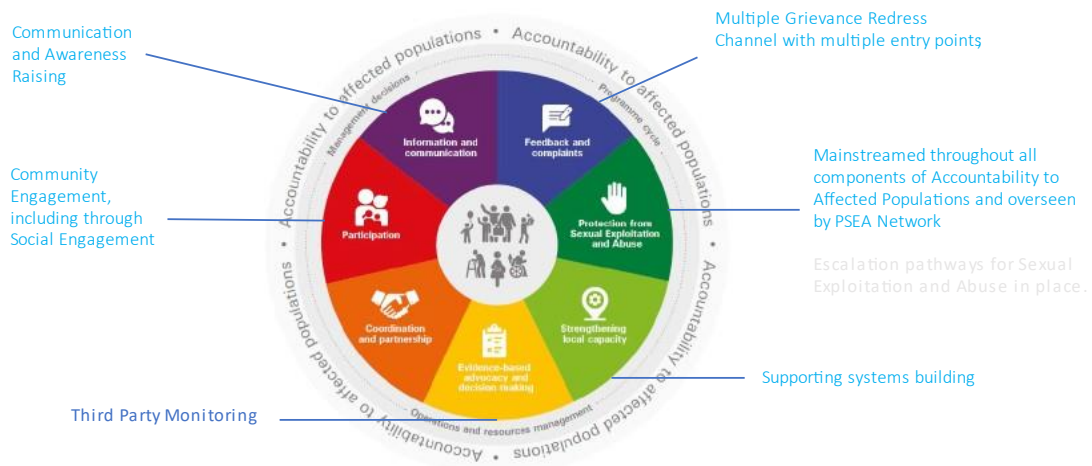 Communication
and Awareness
Raising
Multiple Grievance Redress
Channel with multiple entry points
Community
Engagement,
including through
Social Engagement
Mainstreamed throughout all
components of Accountability to
Affected Populations and overseen
by PSEA Network
Escalation pathways for Sexual
Exploitation and Abuse in place.
Supporting systems building
Third Party Monitoring
Accountability to affected populations • Accountability to affected populations • Accountability to affected populations • Accountability to affected populations •
Management decisions
Programme cycle
Operations and resources management
Information and
communication
Feedback and
complaints
Participation
Protection from
Sexual Exploitation
and Abuse
Coordination
and partnership
Strengthening
local capacity
Evidence-based
advocacy and
decision making